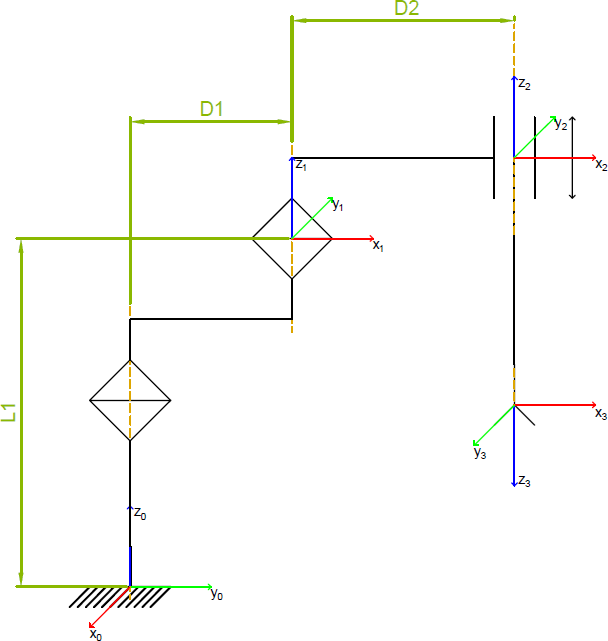 D2
z₂
D1
y₂
z₁
x₂
y₁
x₁
L1
x₃
y₃
z₃
z₀
y₀
x₀